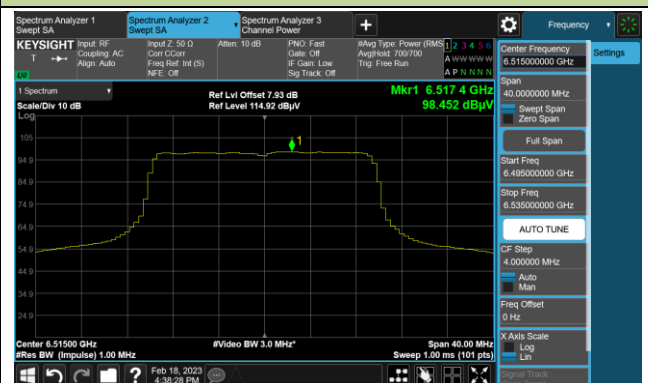 Spectrum Analyzer 1
Swept SA
Spectrum Analyzer 2
Swept SA
Spectrum Analyzer 3
Channel Power
Frequency
KEYSIGHT
T
LW
Input: RF
Coupling: AC
Align: Auto
Input Z: 50 Ω
Corr CCorr
Freq Ref: Int (S)
NFE: Off
Atten: 10 dB
PNO: Fast
Gate: Off
IF Gain: Low
Sig Track: Off
#Avg Type: Power (RMS
Avg|Hold: 700/700
Trig: Free Run
1 2 3 4 5 6
A W W W W W
A P N N N N
1 Spectrum
Scale/Div 10 dB
Log
Ref Lvl Offset 7.93 dB
Ref Level 114.92 dBµV
Mkr1 6.517 4 GHz
98.452 dBµV
1
105
94.9
84.9
74.9
64.9
54.9
44.9
34.9
24.9
Center 6.51500 GHz
#Res BW (Impulse) 1.00 MHz
#Video BW 3.0 MHz*
Span 40.00 MHz
Sweep 1.00 ms (101 pts)
Feb 18, 2023
4:38:28 PM
Center Frequency
6.515000000 GHz
Span
40.0000000 MHz
Swept Span
Zero Span
Full Span
Start Freq
6.495000000 GHz
Stop Freq
6.535000000 GHz
AUTO TUNE
CF Step
4.000000 MHz
Auto
Man
Freq Offset
0 Hz
X Axis Scale
Log
Lin
Signal Track
Settings